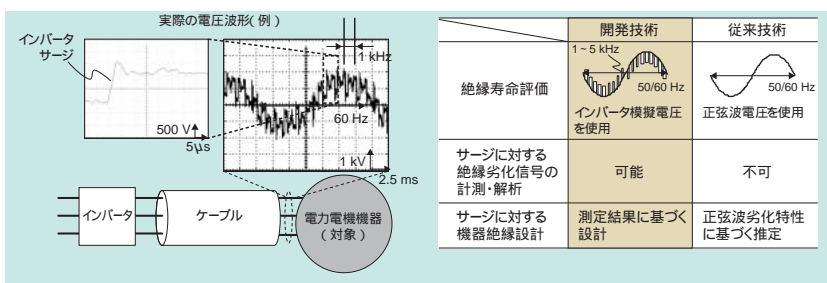 実際の電圧波形(例)
インバータ
サージ
1 kHz
500 V
5μs
60 Hz
1 kV
2.5 ms
インバータ
ケーブル
電力電機機器
(対象)
開発技術
従来技術
絶縁寿命評価
1~5 kHz
50/60 Hz
インバータ模擬電圧
を使用
50/60 Hz
正弦波電圧を使用
サージに対する
絶縁劣化信号の
計測・解析
可能
不可
サージに対する
機器絶縁設計
測定結果に基づく
設計
正弦波劣化特性
に基づく推定